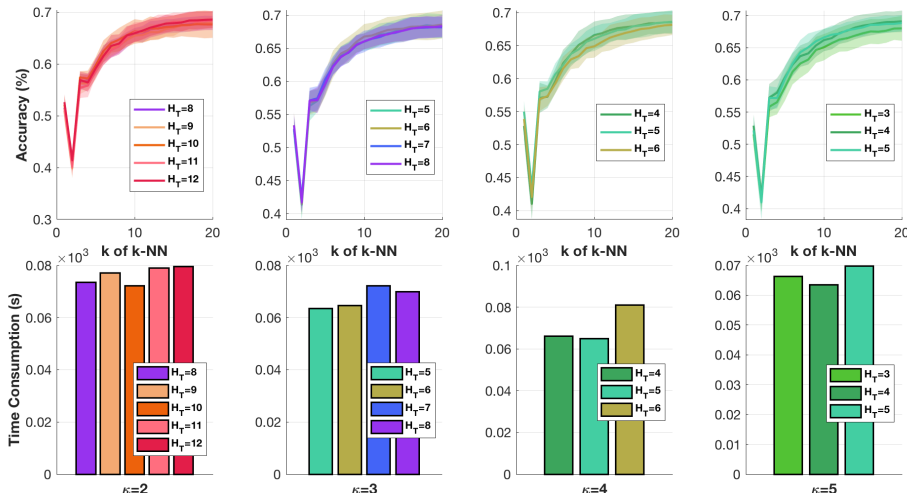 Accuracy (%)
0.7
0.6
0.5
0.4
0.3
0
10
20
k of k-NN
H_T=8
H_T=9
H_T=10
H_T=11
H_T=12
0.7
0.65
0.6
0.55
0.5
0.45
0.4
0
10
20
k of k-NN
H_T=5
H_T=6
H_T=7
H_T=8
0.7
0.65
0.6
0.55
0.5
0.45
0.4
0
10
20
k of k-NN
H_T=4
H_T=5
H_T=6
0.7
0.65
0.6
0.55
0.5
0.45
0.4
0
10
20
k of k-NN
H_T=3
H_T=4
H_T=5
Time Consumption (s)
×10³
0.08
0.06
0.04
0.02
0
H_T=8
H_T=9
H_T=10
H_T=11
H_T=12
κ=2
×10³
0.08
0.06
0.04
0.02
0
H_T=5
H_T=6
H_T=7
H_T=8
κ=3
×10³
0.1
0.08
0.06
0.04
0.02
0
H_T=4
H_T=5
H_T=6
κ=4
×10³
0.07
0.06
0.05
0.04
0.03
0.02
0.01
0
H_T=3
H_T=4
H_T=5
κ=5